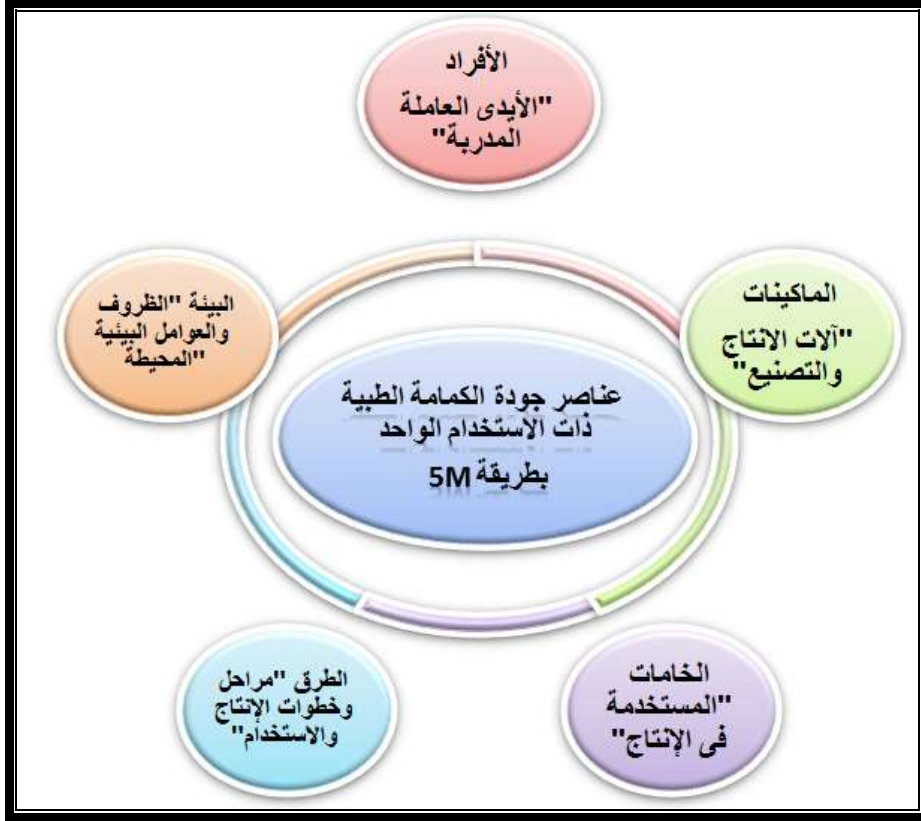 الأفراد
"الأيدى العاملة
المدربة"
البيئة "الظروف
والعوامل البيئية
المحيطة"
الماكينات
"آلات الانتاج
والتصنيع"
عناصر جودة الكمامة الطبية
ذات الاستخدام الواحد
بطريقة 5M
الطرق "مراحل
وخطوات الإنتاج
والاستخدام"
الخامات
"المستخدمة
فى الإنتاج"